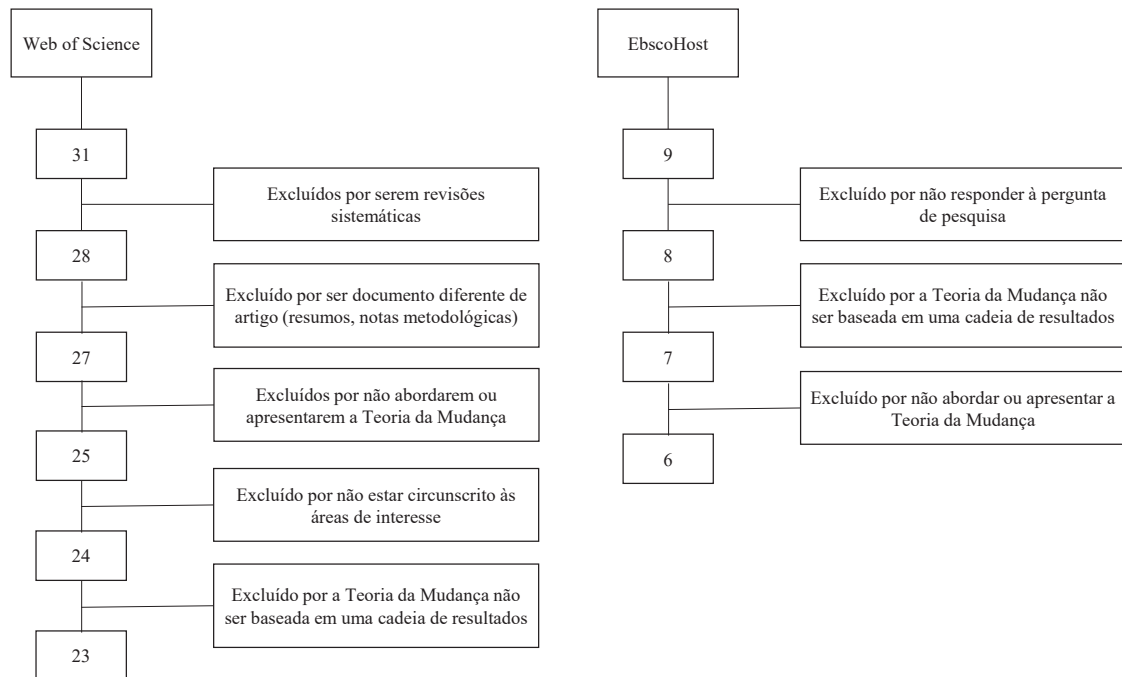 Web of Science
31
Excluídos por serem revisões
sistemáticas
28
Excluído por ser documento diferente de
artigo (resumos, notas metodológicas)
27
Excluídos por não abordarem ou
apresentarem a Teoria da Mudança
25
Excluído por não estar circunscrito às
áreas de interesse
24
Excluído por a Teoria da Mudança não
ser baseada em uma cadeia de resultados
23
EbscoHost
9
Excluído por não responder à pergunta
de pesquisa
8
Excluído por a Teoria da Mudança não
ser baseada em uma cadeia de resultados
7
Excluído por não abordar ou apresentar a
Teoria da Mudança
6